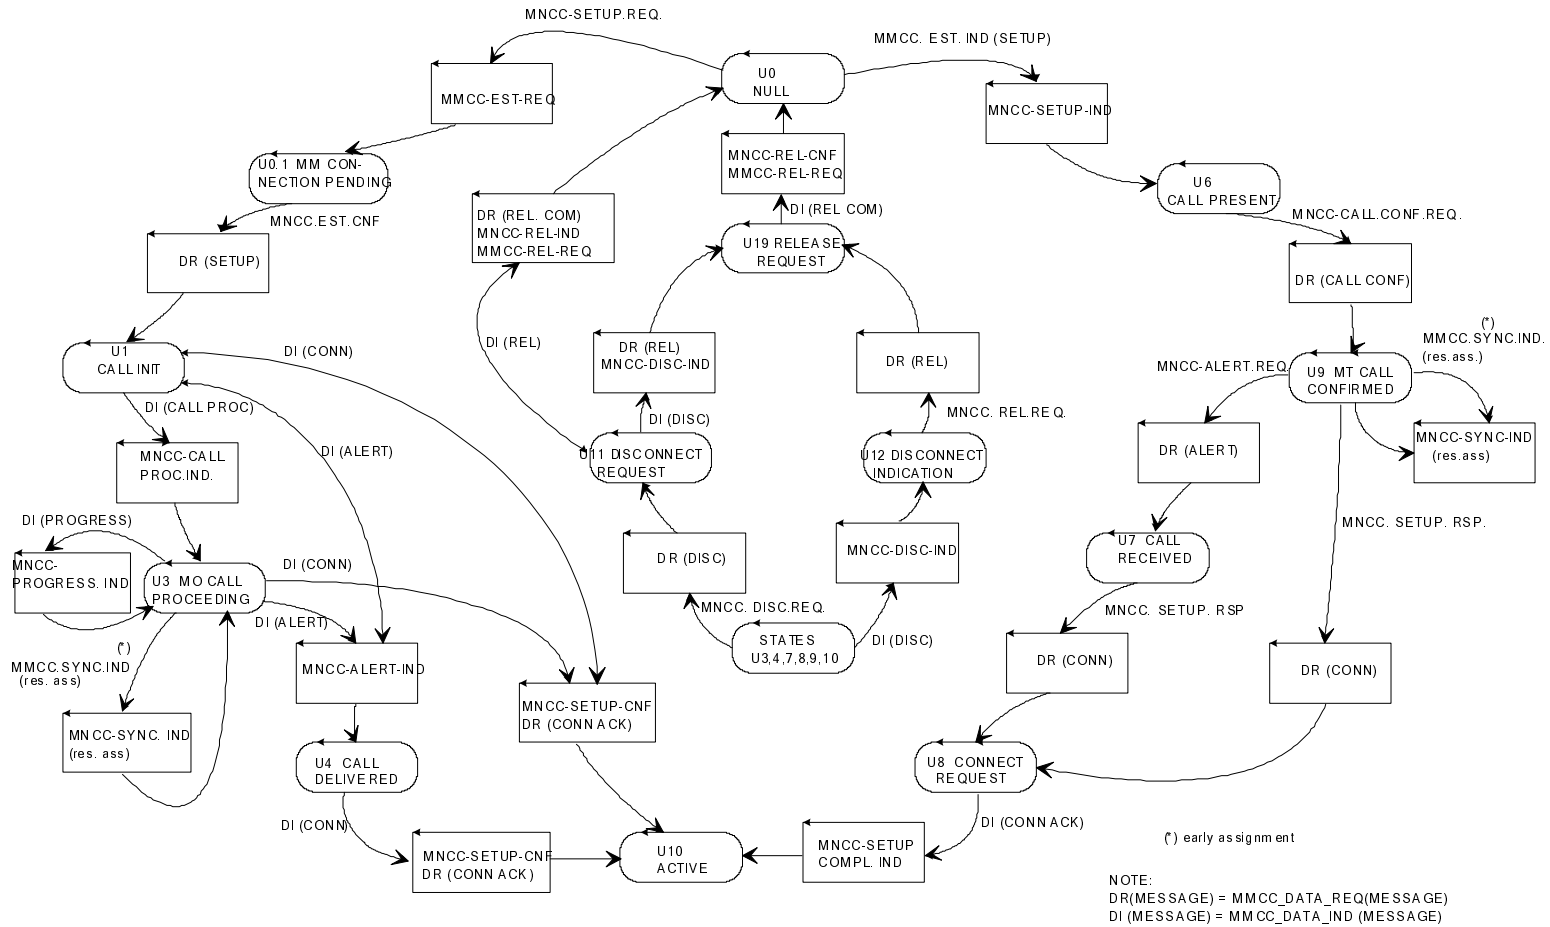 MNCC-SETUP.REQ.
MMCC. EST. IND (SETUP)
U0
NULL
MMCC-EST-REQ
MNCC-SETUP-IND
U0.1 MM CON-
NECTION PENDING
MNCC-REL-CNF
MMCC-REL-REQ
U6
CALL PRESENT
MNCC.EST.CNF
DR (REL. COM)
MNCC-REL-IND
MMCC-REL-REQ
DI (REL COM)
MNCC-CALL.CONF.REQ.
DR (SETUP)
U19 RELEASE
REQUEST
DR (CALL CONF)
U1
CALL INIT
DI (CONN)
DI (REL)
DR (REL)
MNCC-DISC-IND
DR (REL)
MNCC-ALERT.REQ.
U9 MT CALL
CONFIRMED
(*)
MMCC.SYNC.IND.
(res.ass.)
DI (CALL PROC)
DI (DISC)
MNCC. REL.REQ.
MNCC-CALL
PROC.IND.
DI (ALERT)
U11 DISCONNECT
REQUEST
U12 DISCONNECT
INDICATION
DR (ALERT)
MNCC-SYNC-IND
(res.ass)
DI (PROGRESS)
MNCC. SETUP. RSP.
MNCC-
PROGRESS. IND
U3 MO CALL
PROCEEDING
DI (CONN)
DR (DISC)
MNCC-DISC-IND
U7 CALL
RECEIVED
DI (ALERT)
MNCC. DISC.REQ.
DI (DISC)
MNCC. SETUP. RSP
(*)
MMCC.SYNC.IND
(res. ass)
MNCC-ALERT-IND
STATES
U3,4,7,8,9,10
DR (CONN)
DR (CONN)
MNCC-SYNC. IND
(res. ass)
MNCC-SETUP-CNF
DR (CONN ACK)
U4 CALL
DELIVERED
U8 CONNECT
REQUEST
DI (CONN)
DI (CONN ACK)
MNCC-SETUP-CNF
DR (CONN ACK)
U10
ACTIVE
MNCC-SETUP
COMPL. IND
(*) early assignment
NOTE:
DR(MESSAGE) = MMCC_DATA_REQ(MESSAGE)
DI (MESSAGE) = MMCC_DATA_IND (MESSAGE)